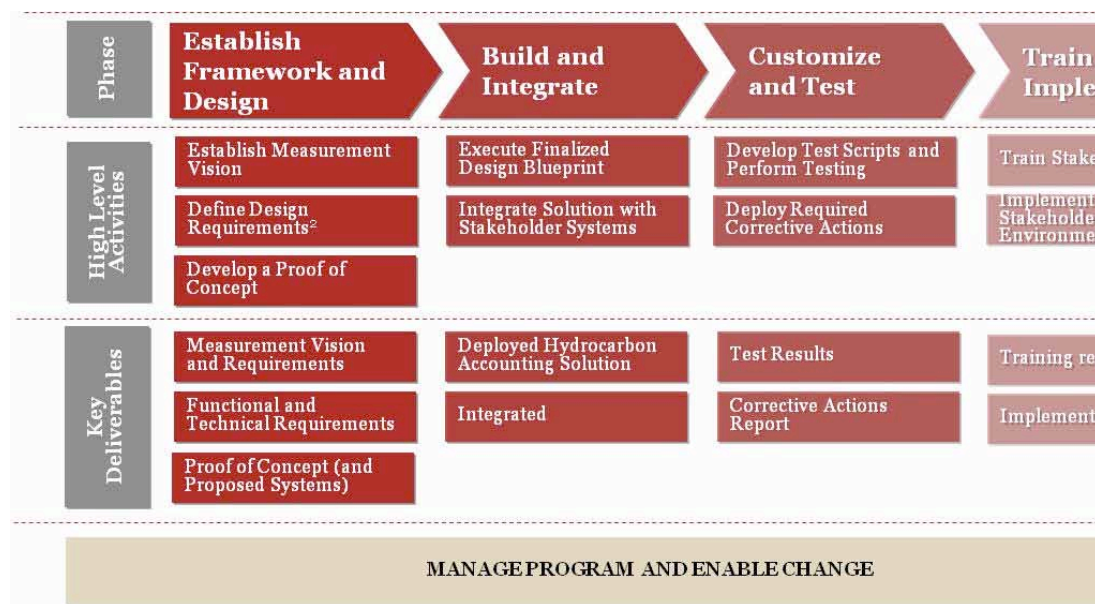 Phase
Establish
Framework and
Design
Build and
Integrate
Customize
and Test
Train
High Level
Activities
Establish Measurement
Vision
Define Design
Requirements²
Develop a Proof of
Concept
Execute Finalized
Design Blueprint
Integrate Solution with
Stakeholder Systems
Develop Test Scripts and
Perform Testing
Deploy Required
Corrective Actions
Train
Key
Deliverables
Measurement Vision
and Requirements
Functional and
Technical Requirements
Proof of Concept (and
Proposed Systems)
Deployed Hydrocarbon
Accounting Solution
Integrated
Test Results
Corrective Actions
Report
Training
MANAGE PROGRAM AND ENABLE CHANGE